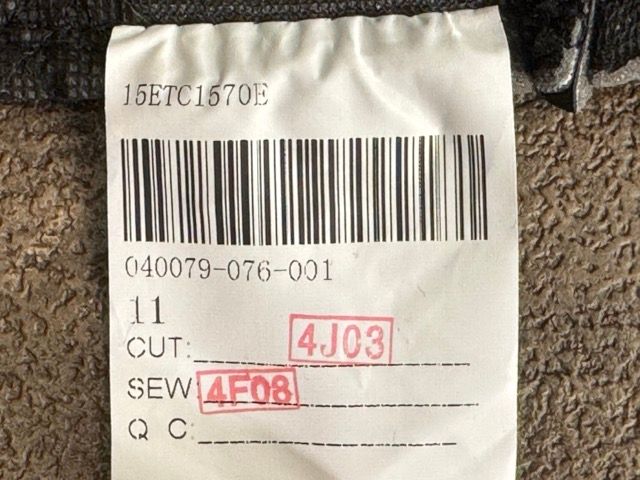 15ETC1570E
040079-076-001
11
CUT: 4J03
SEW: 4F08
Q C: